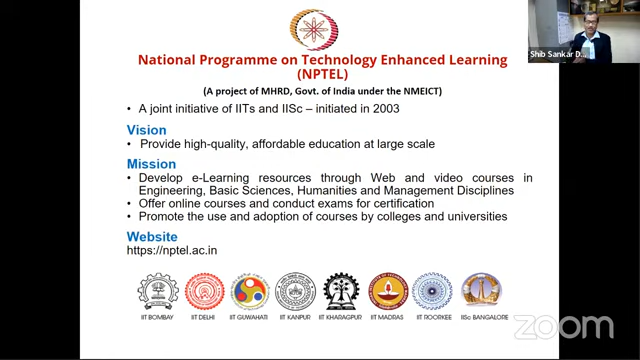 National Programme on Technology Enhanced Learning
(NPTEL)
(A project of MHRD, Govt. of India under the NMEICT)
• A joint initiative of IITs and IISc – initiated in 2003
Vision
• Provide high-quality, affordable education at large scale
Mission
• Develop e-Learning resources through Web and video courses in
Engineering, Basic Sciences, Humanities and Management Disciplines
• Offer online courses and conduct exams for certification
• Promote the use and adoption of courses by colleges and universities
Website
https://nptel.ac.in
IIT BOMBAY
IIT DELHI
IIT GUWAHATI
IIT KANPUR
IIT KHARAGPUR
IIT MADRAS
IIT ROORKEE
IISc BANGALORE
Shib Sankar D...
zoom